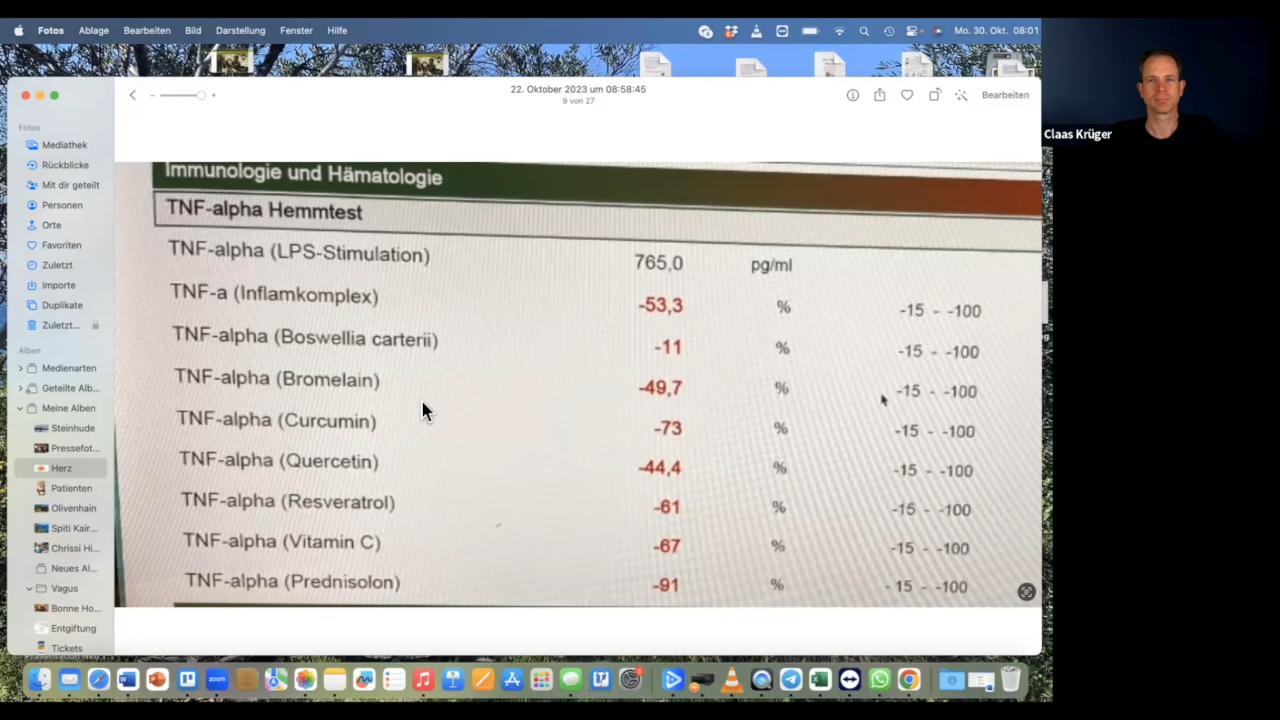 Fotos Ablage Bearbeiten Bild Darstellung Fenster Hilfe Mo. 30. Okt. 08:01
22. Oktober 2023 um 08:58:45
9 von 27
Bearbeiten
Claas Krüger
Fotos
Mediathek
Rückblicke
Mit dir geteilt
Personen
Orte
Favoriten
Zuletzt
Importe
Duplikate
Zuletzt...
Alben
Medienarten
Geteilte Alb...
Meine Alben
Steinhude
Pressefot...
Herz
Patienten
Olivenhain
Spiti Kair...
Chrissi Hi...
Neues Al...
Vagus
Bonne Ho...
Entgiftung
Tickets
Immunologie und Hämatologie
TNF-alpha Hemmtest
TNF-alpha (LPS-Stimulation) 765,0 pg/ml
TNF-a (Inflamkomplex) -53,3 % -15 - -100
TNF-alpha (Boswellia carterii) -11 % -15 - -100
TNF-alpha (Bromelain) -49,7 % -15 - -100
TNF-alpha (Curcumin) -73 % -15 - -100
TNF-alpha (Quercetin) -44,4 % -15 - -100
TNF-alpha (Resveratrol) -61 % -15 - -100
TNF-alpha (Vitamin C) -67 % -15 - -100
TNF-alpha (Prednisolon) -91 % -15 - -100
zoom